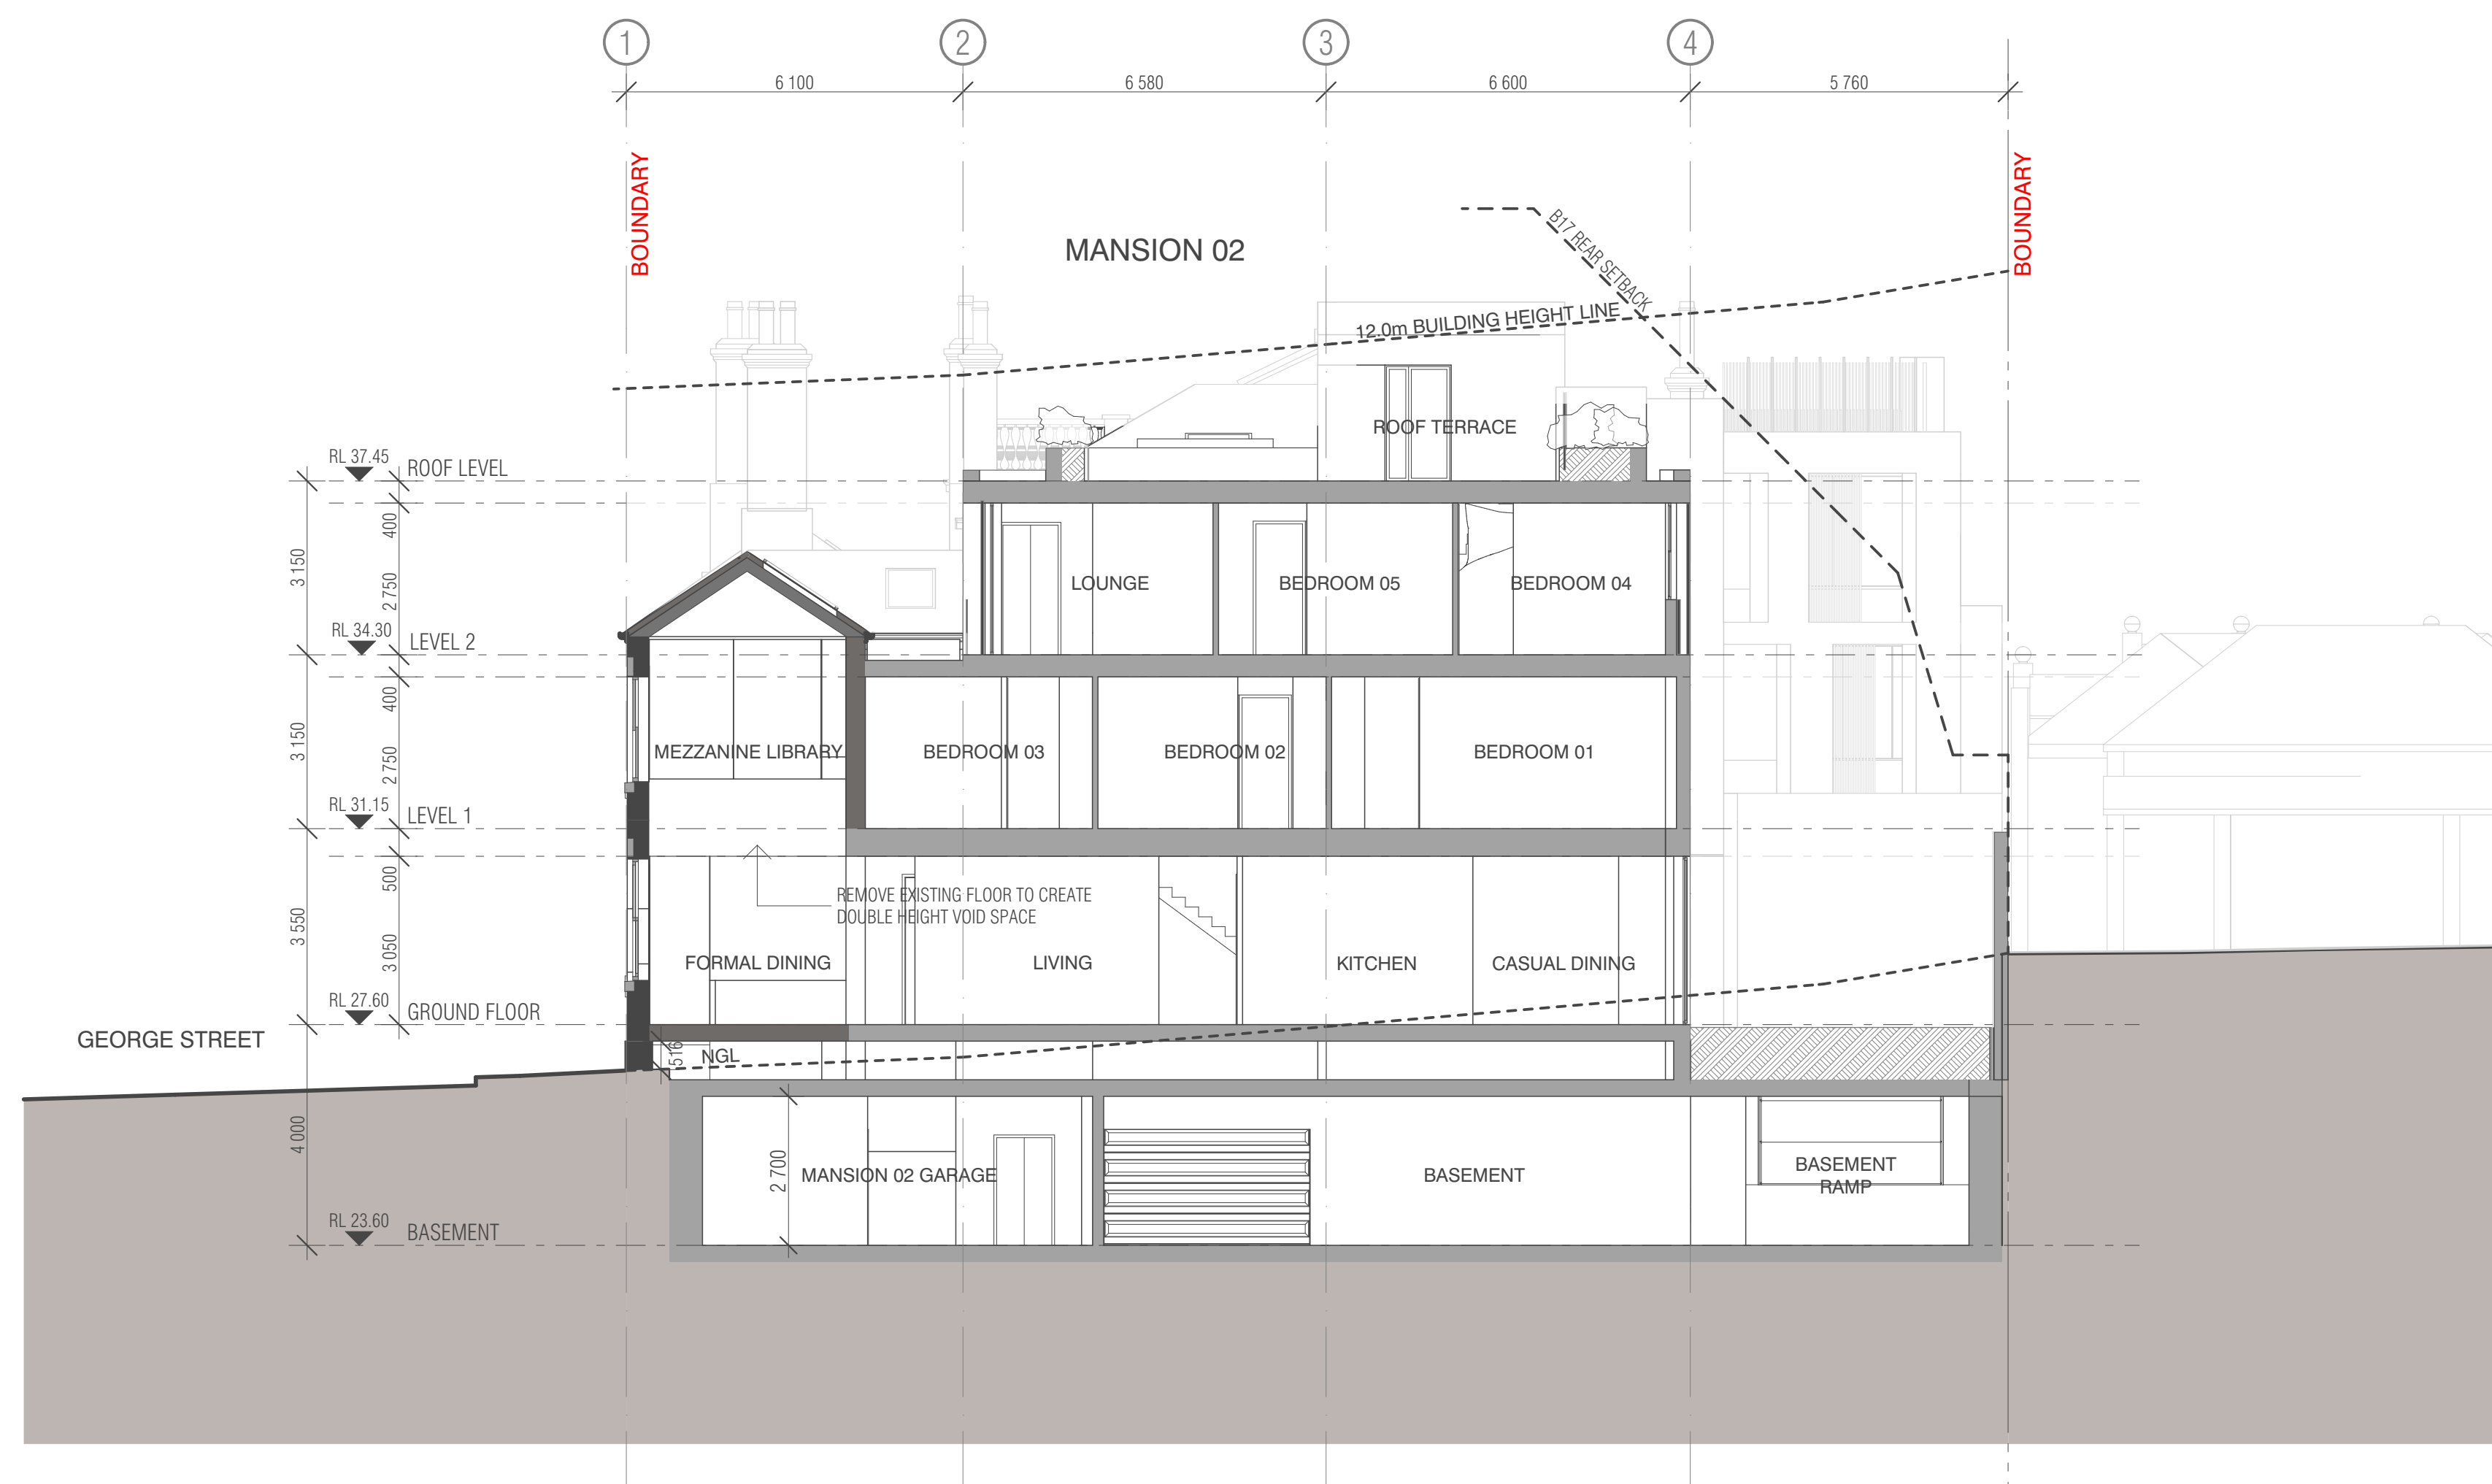 1
2
3
4
6 100
6 580
6 600
5 760
BOUNDARY
BOUNDARY
MANSION 02
B17 REAR SETBACK
12.0m BUILDING HEIGHT LINE
ROOF TERRACE
RL 37.45
ROOF LEVEL
400
3 150
2 750
LOUNGE
BEDROOM 05
BEDROOM 04
RL 34.30
LEVEL 2
400
3 150
2 750
MEZZANINE LIBRARY
BEDROOM 03
BEDROOM 02
BEDROOM 01
RL 31.15
LEVEL 1
500
3 550
3 050
REMOVE EXISTING FLOOR TO CREATE
DOUBLE HEIGHT VOID SPACE
FORMAL DINING
LIVING
KITCHEN
CASUAL DINING
RL 27.60
GROUND FLOOR
GEORGE STREET
516
NGL
4 000
2 700
MANSION 02 GARAGE
BASEMENT
BASEMENT
RAMP
RL 23.60
BASEMENT